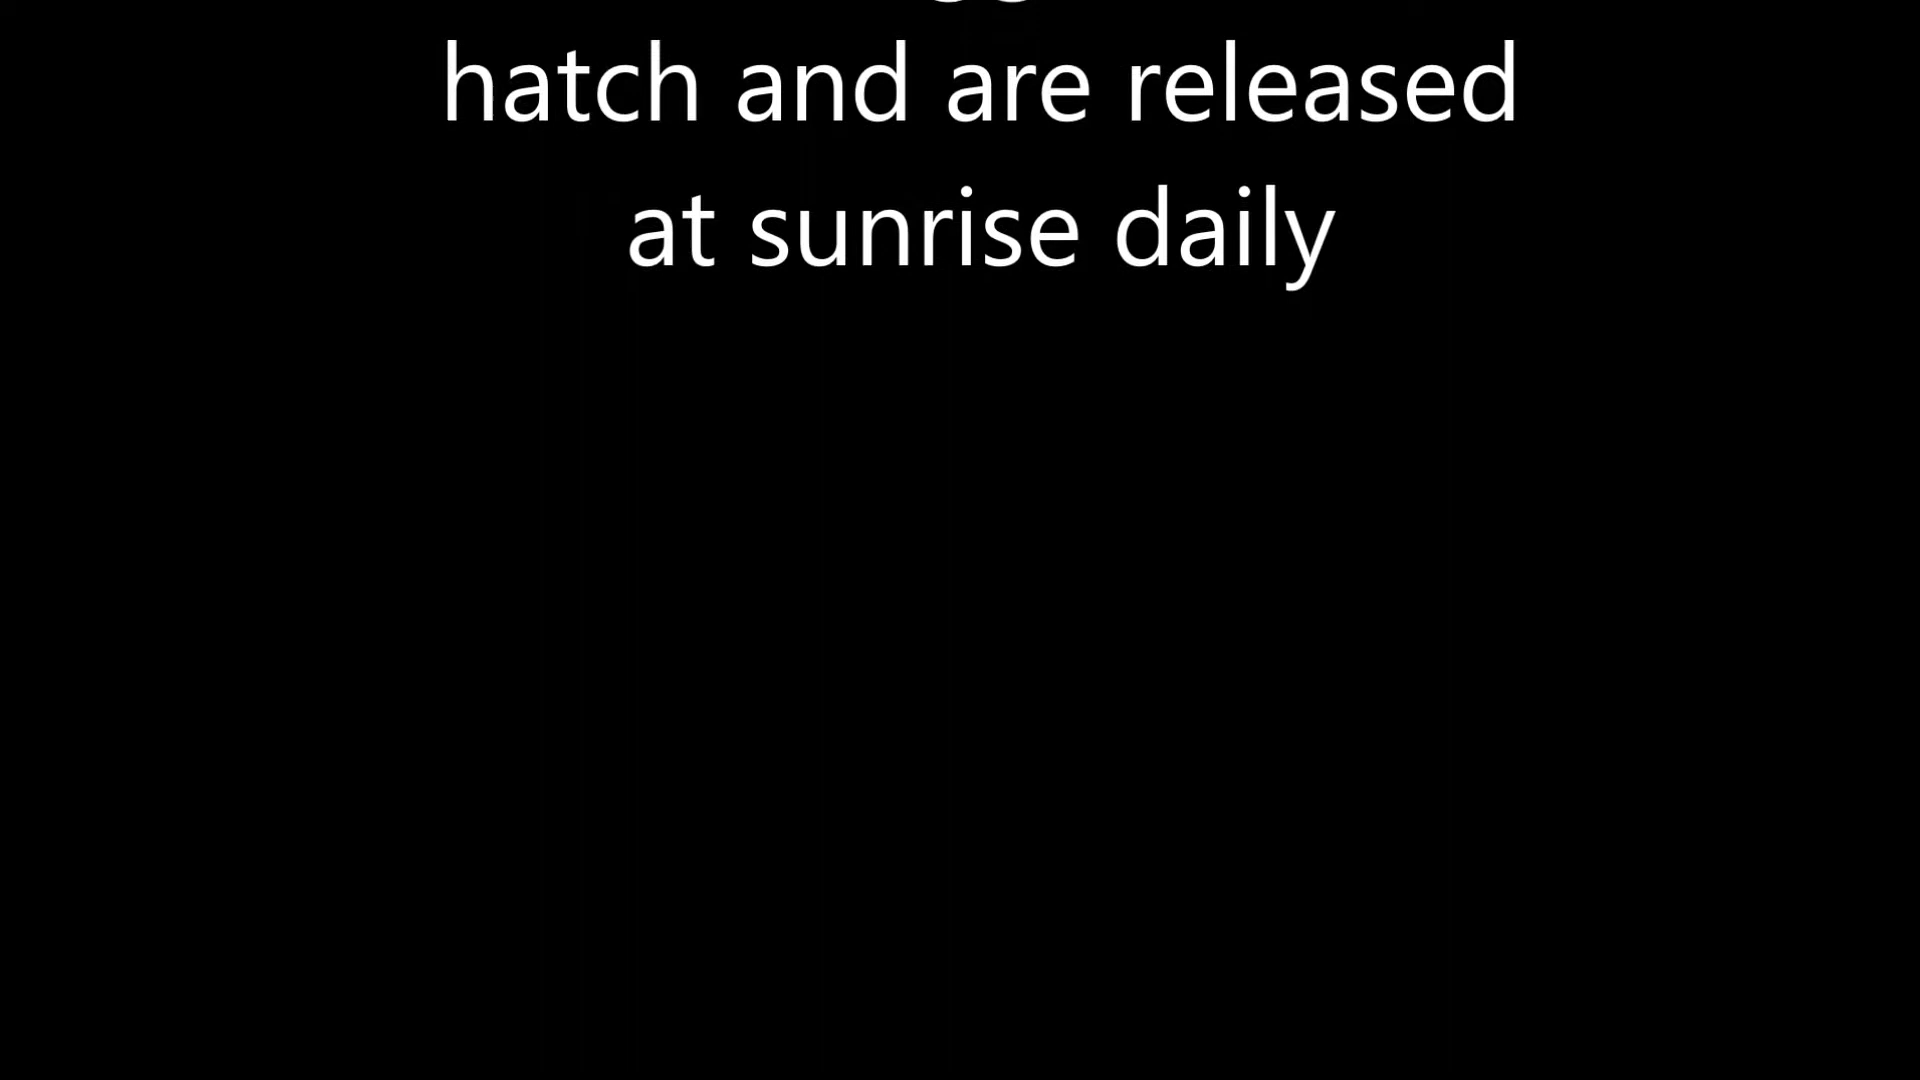 hatch and are released
at sunrise daily